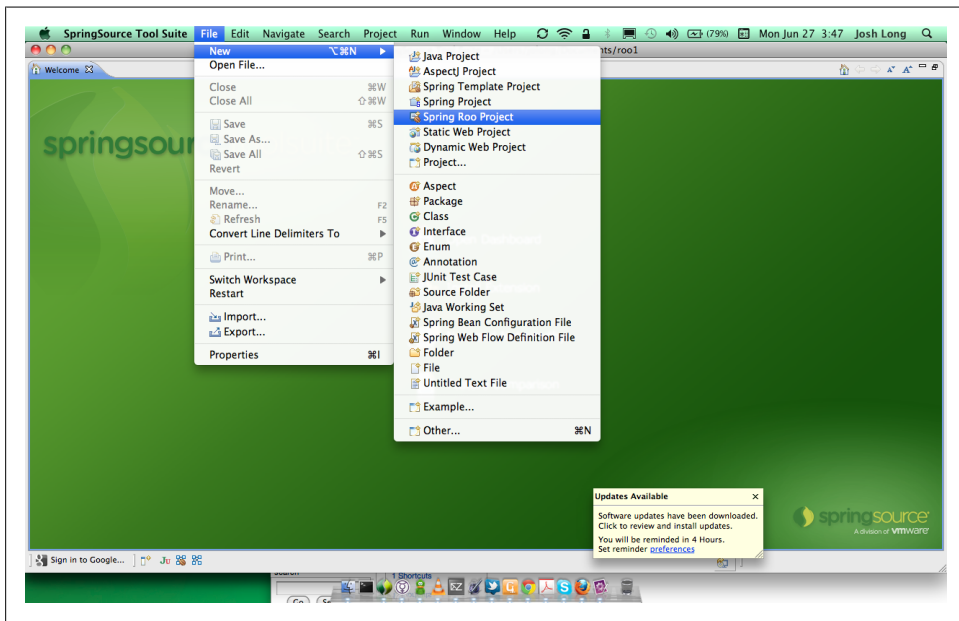 SpringSource Tool Suite File Edit Navigate Search Project Run Window Help (79%) Mon Jun 27 3:47 Josh Long
nts/roo1
Welcome
springsour
New ⌥⌘N
Open File...
Close ⌘W
Close All ⇧⌘W
Save ⌘S
Save As...
Save All ⇧⌘S
Revert
Move...
Rename... F2
Refresh F5
Convert Line Delimiters To
Print... ⌘P
Switch Workspace
Restart
Import...
Export...
Properties ⌘I
Java Project
AspectJ Project
Spring Template Project
Spring Project
Spring Roo Project
Static Web Project
Dynamic Web Project
Project...
Aspect
Package
Class
Interface
Enum
Annotation
JUnit Test Case
Source Folder
Java Working Set
Spring Bean Configuration File
Spring Web Flow Definition File
Folder
File
Untitled Text File
Example...
Other... ⌘N
Updates Available
Software updates have been downloaded.
Click to review and install updates.
You will be reminded in 4 Hours.
Set reminder preferences
springsource
A division of vmware
Sign in to Google...
Ju
1 Shortcuts
Go